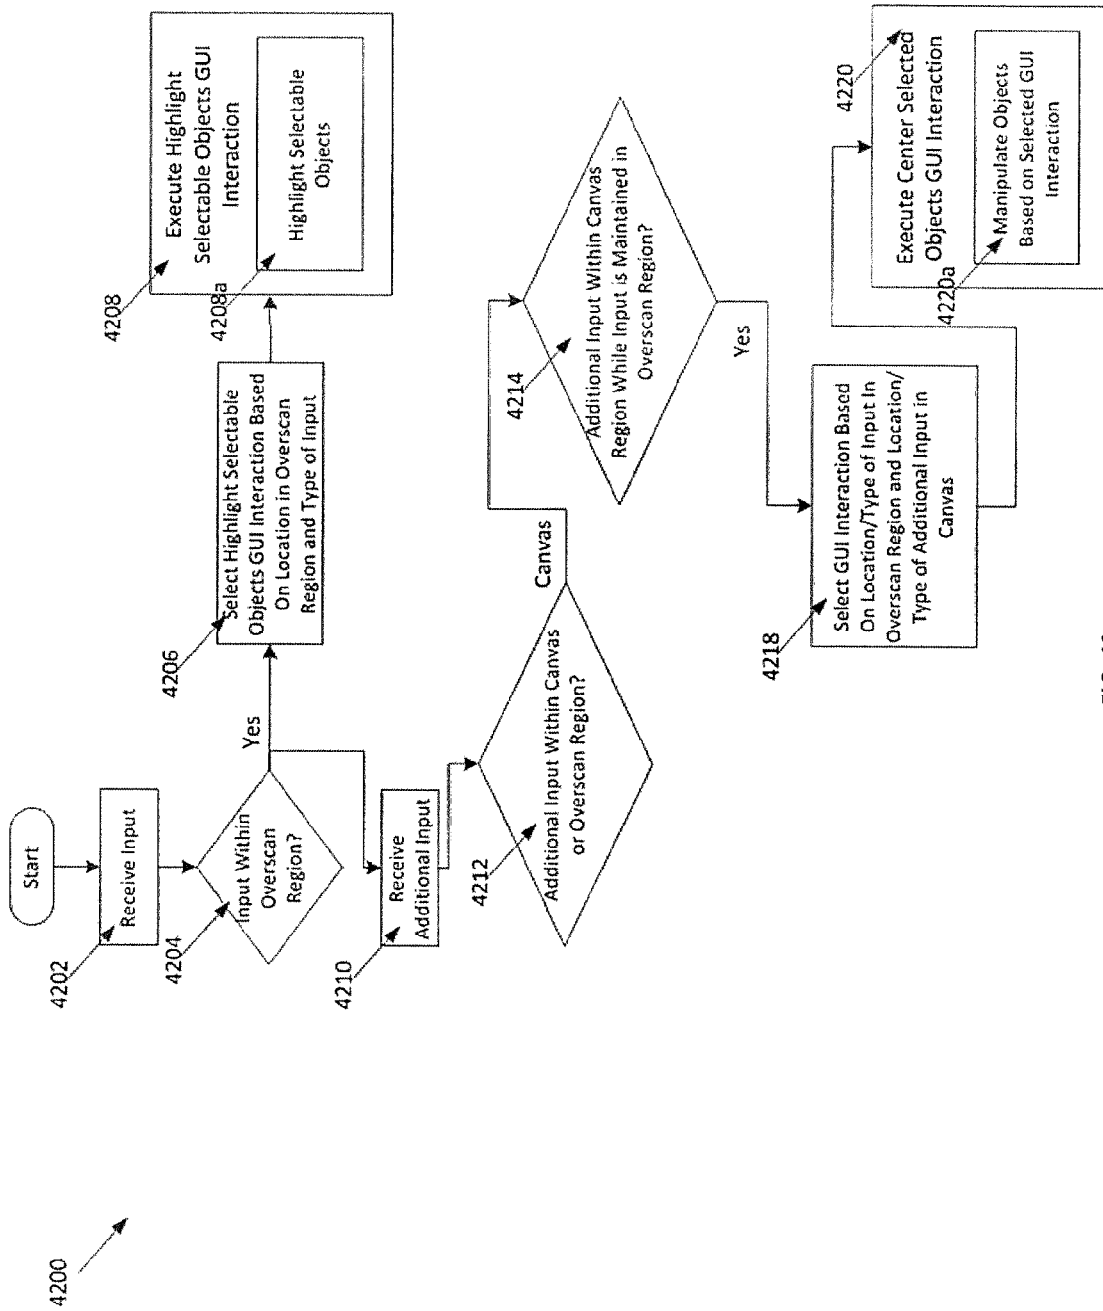 4200
Start
4202
Receive Input
4204
Input Within
Overscan
Region?
Yes
4206
Select Highlight Selectable
Objects GUI Interaction Based
On Location in Overscan
Region and Type of Input
4208
Execute Highlight
Selectable Objects GUI
Interaction
4208a
Highlight Selectable
Objects
4210
Receive
Additional Input
4212
Additional Input Within Canvas
or Overscan Region?
Canvas
4214
Additional Input Within Canvas
Region While Input is Maintained in
Overscan Region?
Yes
4218
Select GUI Interaction Based
On Location/Type of Input In
Overscan Region and Location/
Type of Additional Input in
Canvas
4220
Execute Center Selected
Objects GUI Interaction
4220a
Manipulate Objects
Based on Selected GUI
Interaction